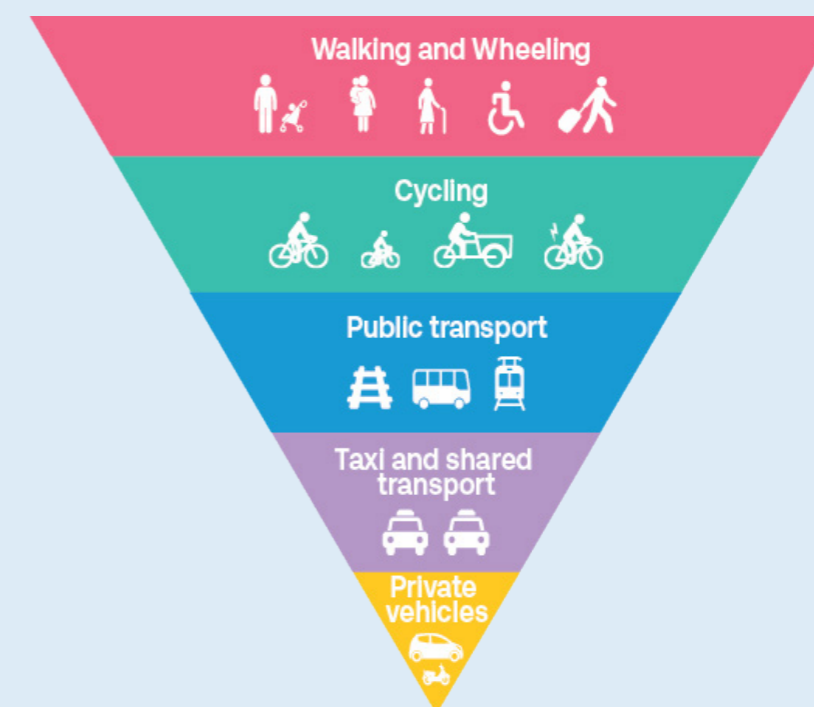 Walking and Wheeling
Cycling
Public transport
Taxi and shared
transport
Private
vehicles